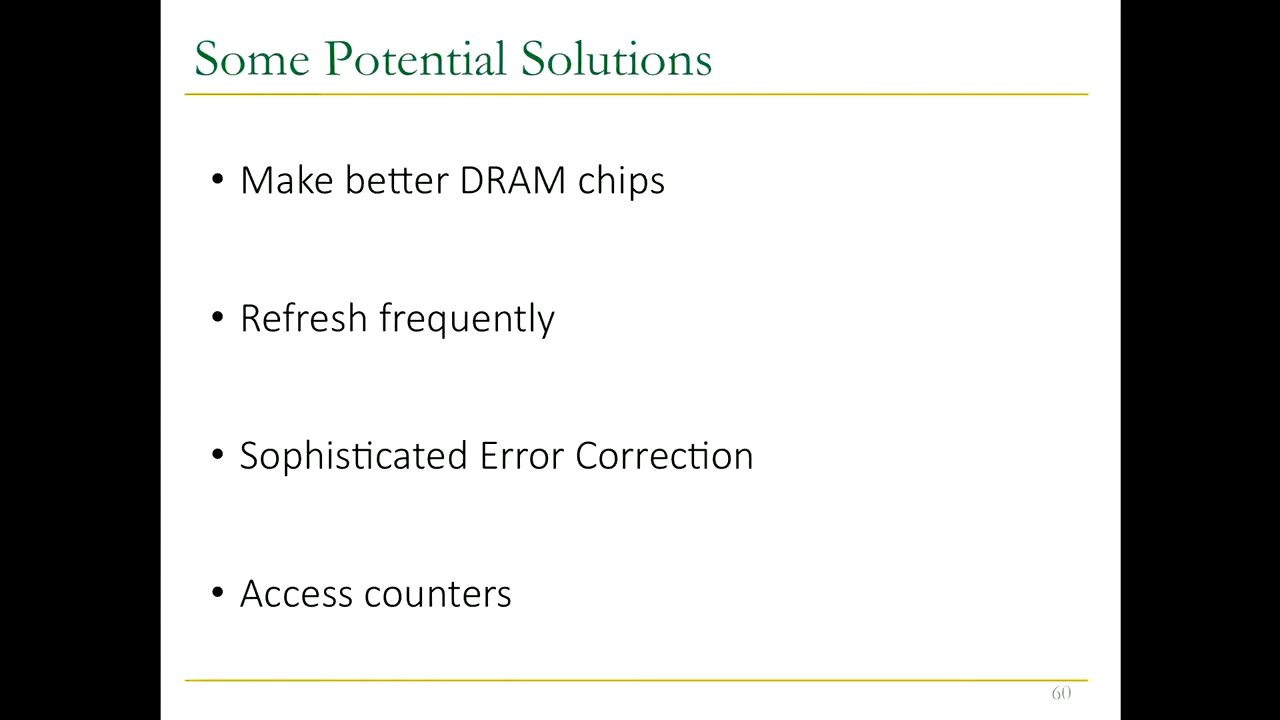 Some Potential Solutions
• Make better DRAM chips
• Refresh frequently
• Sophisticated Error Correction
• Access counters
60